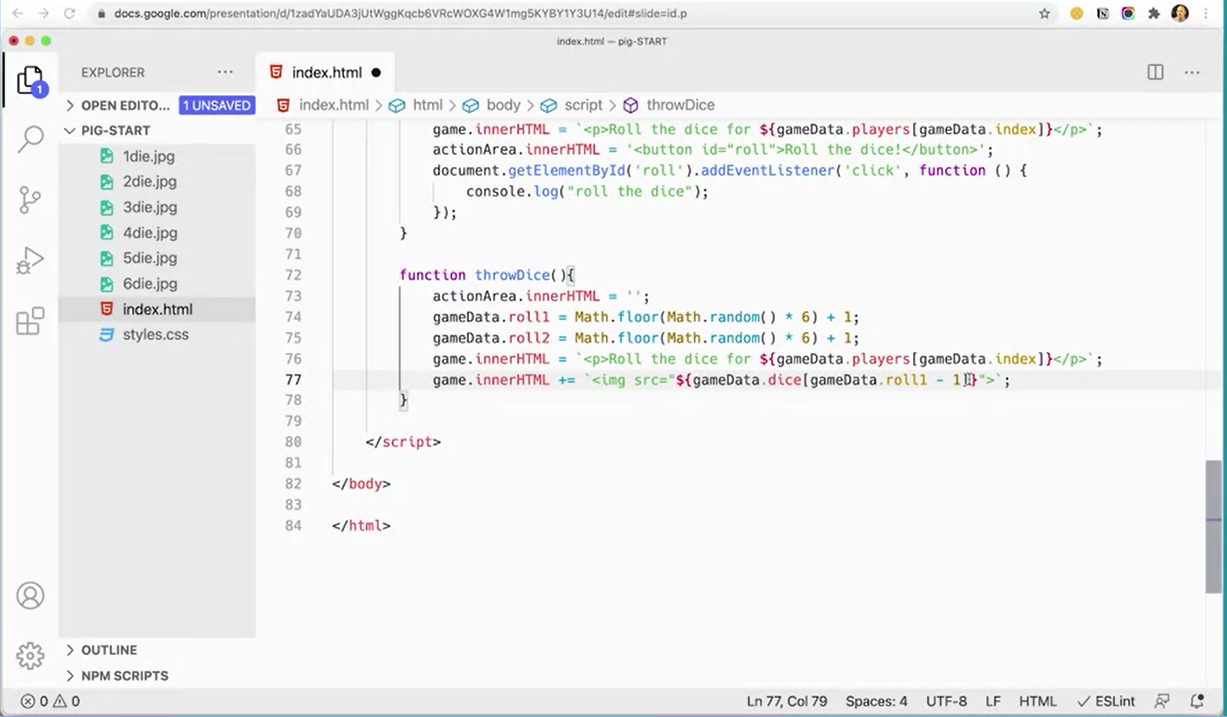 docs.google.com/presentation/d/1zadYaUDA3jUtWggKqcb6VRcWOXG4W1mg5KYBY1Y3U14/edit#slide=id.p
index.html — pig-START
1
EXPLORER
index.html
OPEN EDITO... 1 UNSAVED
index.html > html > body > script > throwDice
PIG-START
1die.jpg
2die.jpg
3die.jpg
4die.jpg
5die.jpg
6die.jpg
index.html
styles.css
65 game.innerHTML = `<p>Roll the dice for ${gameData.players[gameData.index]}</p>`;
66 actionArea.innerHTML = '<button id="roll">Roll the dice!</button>';
67 document.getElementById('roll').addEventListener('click', function () {
68 console.log("roll the dice");
69 });
70 }
71
72 function throwDice(){
73 actionArea.innerHTML = '';
74 gameData.roll1 = Math.floor(Math.random() * 6) + 1;
75 gameData.roll2 = Math.floor(Math.random() * 6) + 1;
76 game.innerHTML = `<p>Roll the dice for ${gameData.players[gameData.index]}</p>`;
77 game.innerHTML += `<img src="${gameData.dice[gameData.roll1 - 1]}">`;
78 }
79
80 </script>
81
82 </body>
83
84 </html>
OUTLINE
NPM SCRIPTS
0 0
Ln 77, Col 79 Spaces: 4 UTF-8 LF HTML ESLint